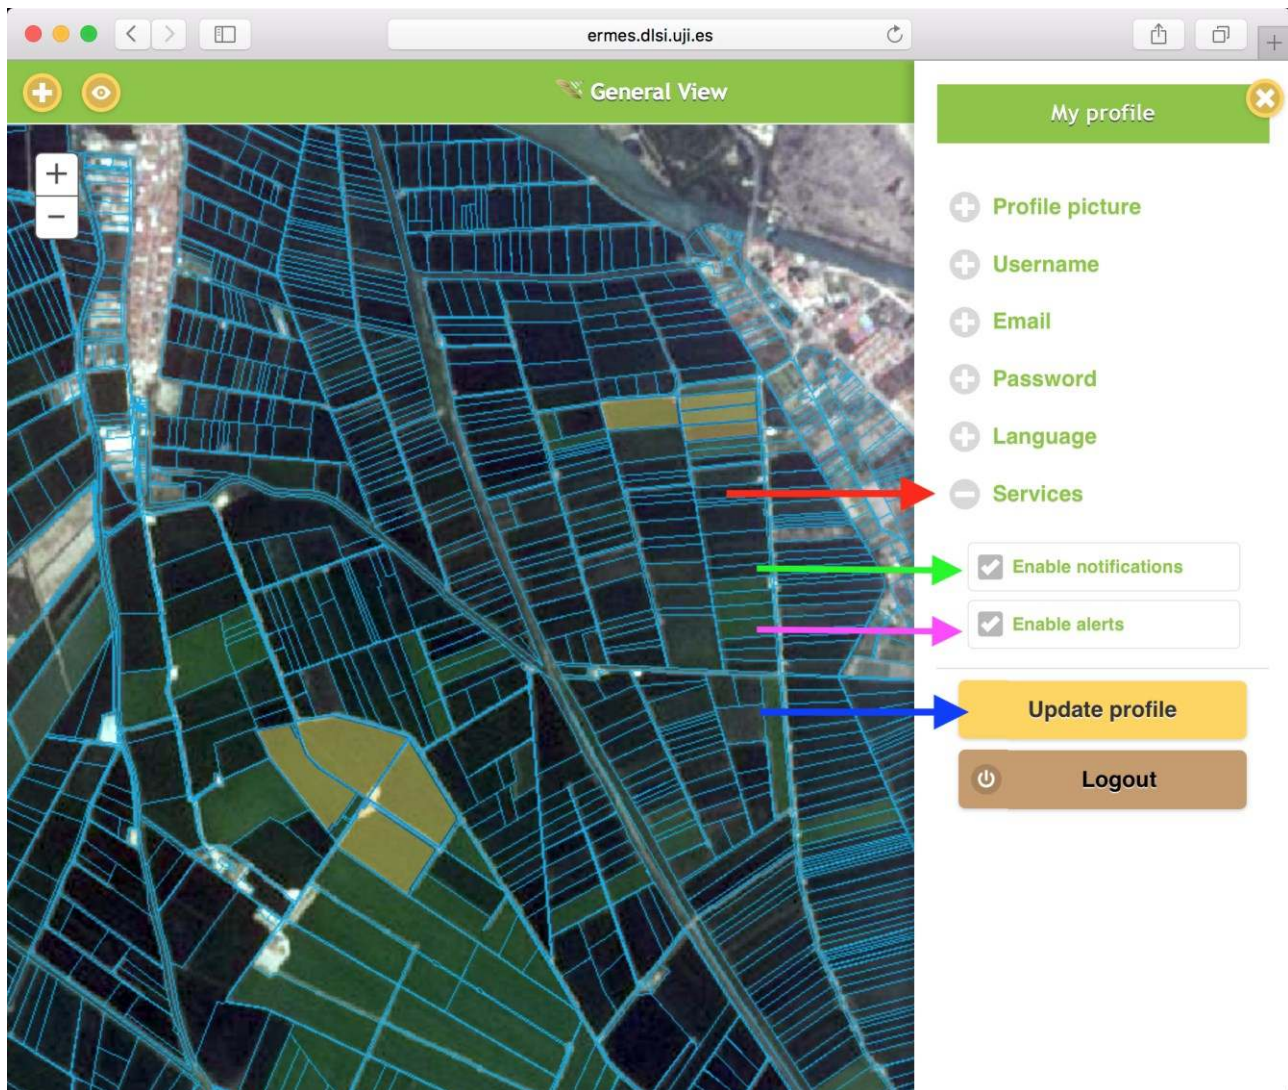 ermes.dlsi.uji.es
General View
My profile
Profile picture
Username
Email
Password
Language
Services
Enable notifications
Enable alerts
Update profile
Logout